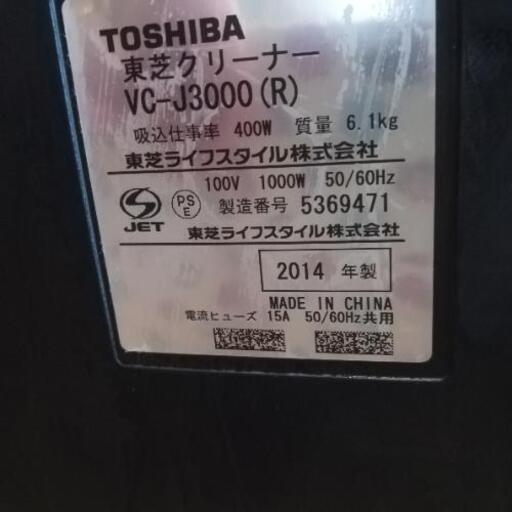 TOSHIBA
東芝クリーナー
VC-J3000(R)
吸込仕事率 400W 質量 6.1kg
東芝ライフスタイル株式会社
100V 1000W 50/60Hz
JET PS E 製造番号 5369471
東芝ライフスタイル株式会社
2014 年製
MADE IN CHINA
電流ヒューズ 15A 50/60Hz共用